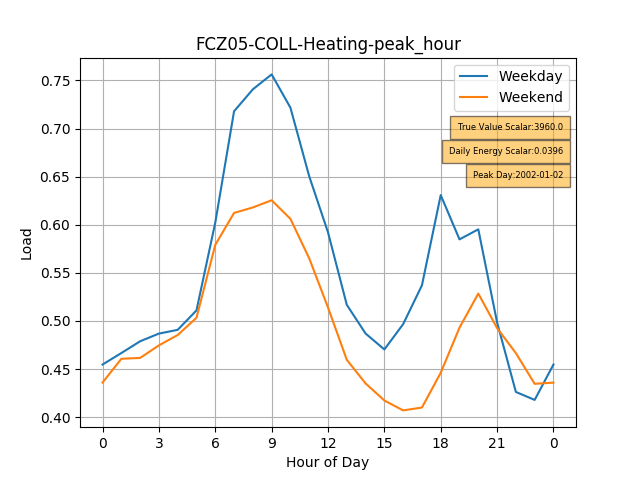 FCZ05-COLL-Heating-peak_hour
Weekday
Weekend
True Value Scalar:3960.0
Daily Energy Scalar:0.0396
Peak Day:2002-01-02
Load
0.75
0.70
0.65
0.60
0.55
0.50
0.45
0.40
0 3 6 9 12 15 18 21 0
Hour of Day